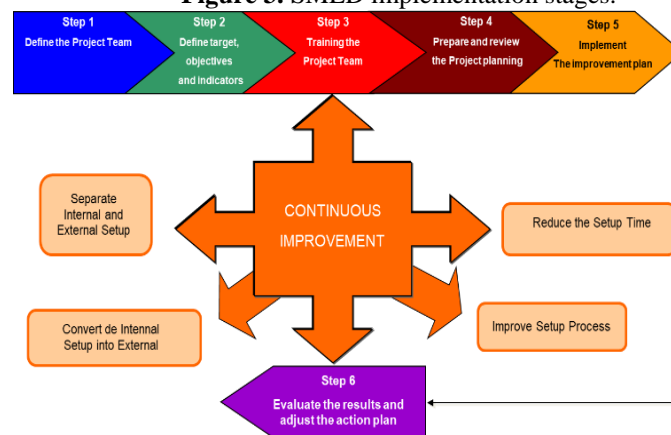 Figure 3. SMED implementation stages.
Step 1
Define the Project Team
Step 2
Define target,
objectives
and indicators
Step 3
Training the
Project Team
Step 4
Prepare and review
the Project planning
Step 5
Implement
The improvement plan
Separate
Internal and
External Setup
CONTINUOUS
IMPROVEMENT
Reduce the Setup Time
Convert de Intennal
Setup into External
Improve Setup Process
Step 6
Evaluate the results and
adjust the action plan